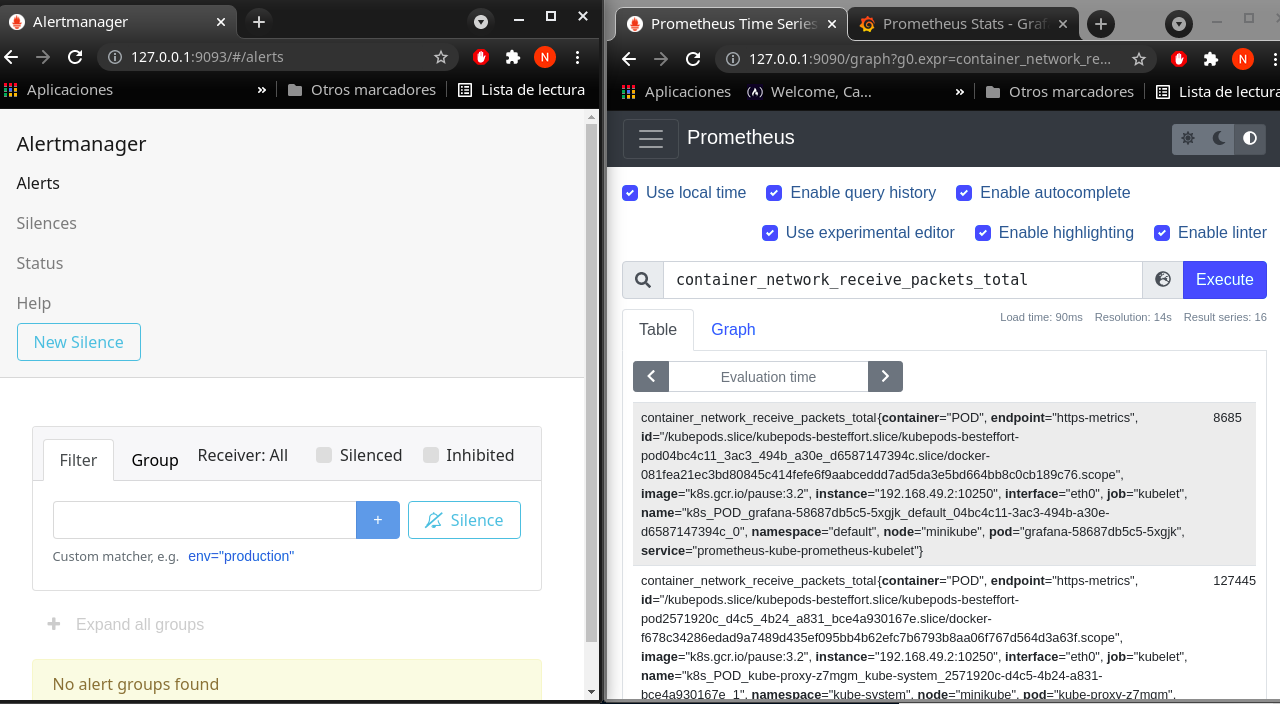 Alertmanager
127.0.0.1:9093/#/alerts
N
Aplicaciones
»
Otros marcadores
Lista de lectura
Alertmanager
Alerts
Silences
Status
Help
New Silence
Filter
Group
Receiver: All
Silenced
Inhibited
+
Silence
Custom matcher, e.g. env="production"
Expand all groups
No alert groups found
Prometheus Time Series
Prometheus Stats - Graf
127.0.0.1:9090/graph?g0.expr=container_network_re...
N
Aplicaciones
(A) Welcome, Ca...
»
Otros marcadores
Lista de lectura
Prometheus
Use local time
Enable query history
Enable autocomplete
Use experimental editor
Enable highlighting
Enable linter
container_network_receive_packets_total
Execute
Table
Graph
Load time: 90ms Resolution: 14s Result series: 16
Evaluation time
container_network_receive_packets_total{container="POD", endpoint="https-metrics", 8685
id="/kubepods.slice/kubepods-besteffort.slice/kubepods-besteffort-
pod04bc4c11_3ac3_494b_a30e_d6587147394c.slice/docker-
081fea21ec3bd80845c414fefe6f9aabceddd7ad5da3e5bd664bb8c0cb189c76.scope",
image="k8s.gcr.io/pause:3.2", instance="192.168.49.2:10250", interface="eth0", job="kubelet",
name="k8s_POD_grafana-58687db5c5-5xgjk_default_04bc4c11-3ac3-494b-a30e-
d6587147394c_0", namespace="default", node="minikube", pod="grafana-58687db5c5-5xgjk",
service="prometheus-kube-prometheus-kubelet"}
container_network_receive_packets_total{container="POD", endpoint="https-metrics", 127445
id="/kubepods.slice/kubepods-besteffort.slice/kubepods-besteffort-
pod2571920c_d4c5_4b24_a831_bce4a930167e.slice/docker-
f678c34286edad9a7489d435ef095bb4b62efc7b6793b8aa06f767d564d3a63f.scope",
image="k8s.gcr.io/pause:3.2", instance="192.168.49.2:10250", interface="eth0", job="kubelet",
name="k8s_POD_kube-proxy-z7mgm_kube-system_2571920c-d4c5-4b24-a831-
bce4a930167e_1", namespace="kube-system", node="minikube", pod="kube-proxy-z7mgm",